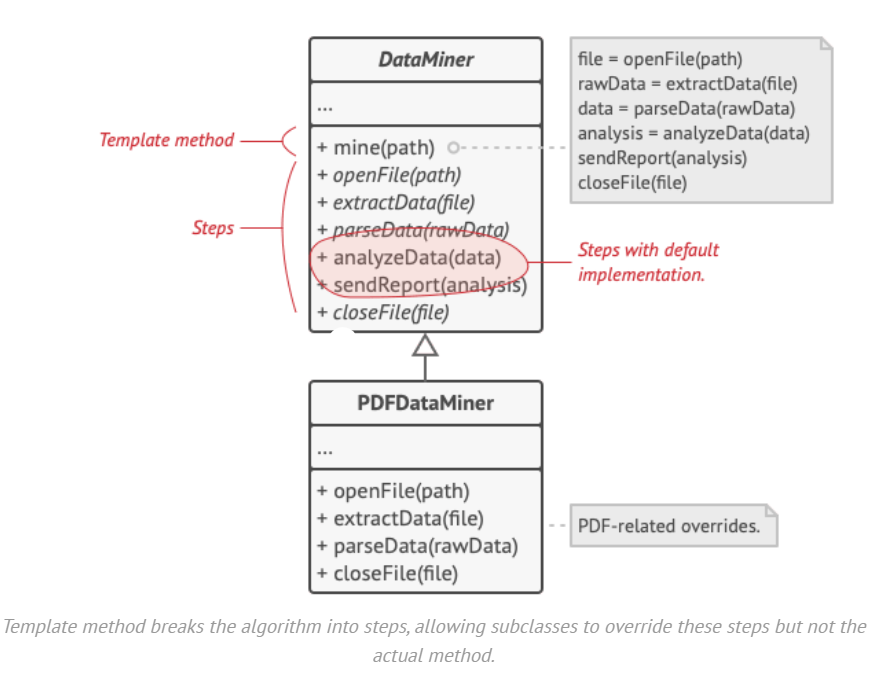 DataMiner
...
Template method
+ mine(path)
+ openFile(path)
+ extractData(file)
+ parseData(rawData)
+ analyzeData(data)
+ sendReport(analysis)
+ closeFile(file)
Steps
file = openFile(path)
rawData = extractData(file)
data = parseData(rawData)
analysis = analyzeData(data)
sendReport(analysis)
closeFile(file)
Steps with default
implementation.
PDFDataMiner
...
+ openFile(path)
+ extractData(file)
+ parseData(rawData)
+ closeFile(file)
PDF-related overrides.
Template method breaks the algorithm into steps, allowing subclasses to override these steps but not the
actual method.